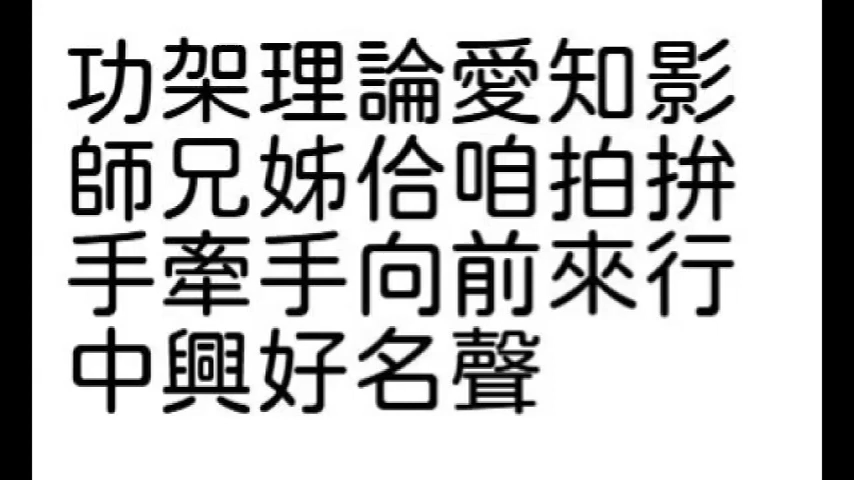 功架理論愛知影
師兄姊佮咱拍拚
手牽手向前來行
中興好名聲